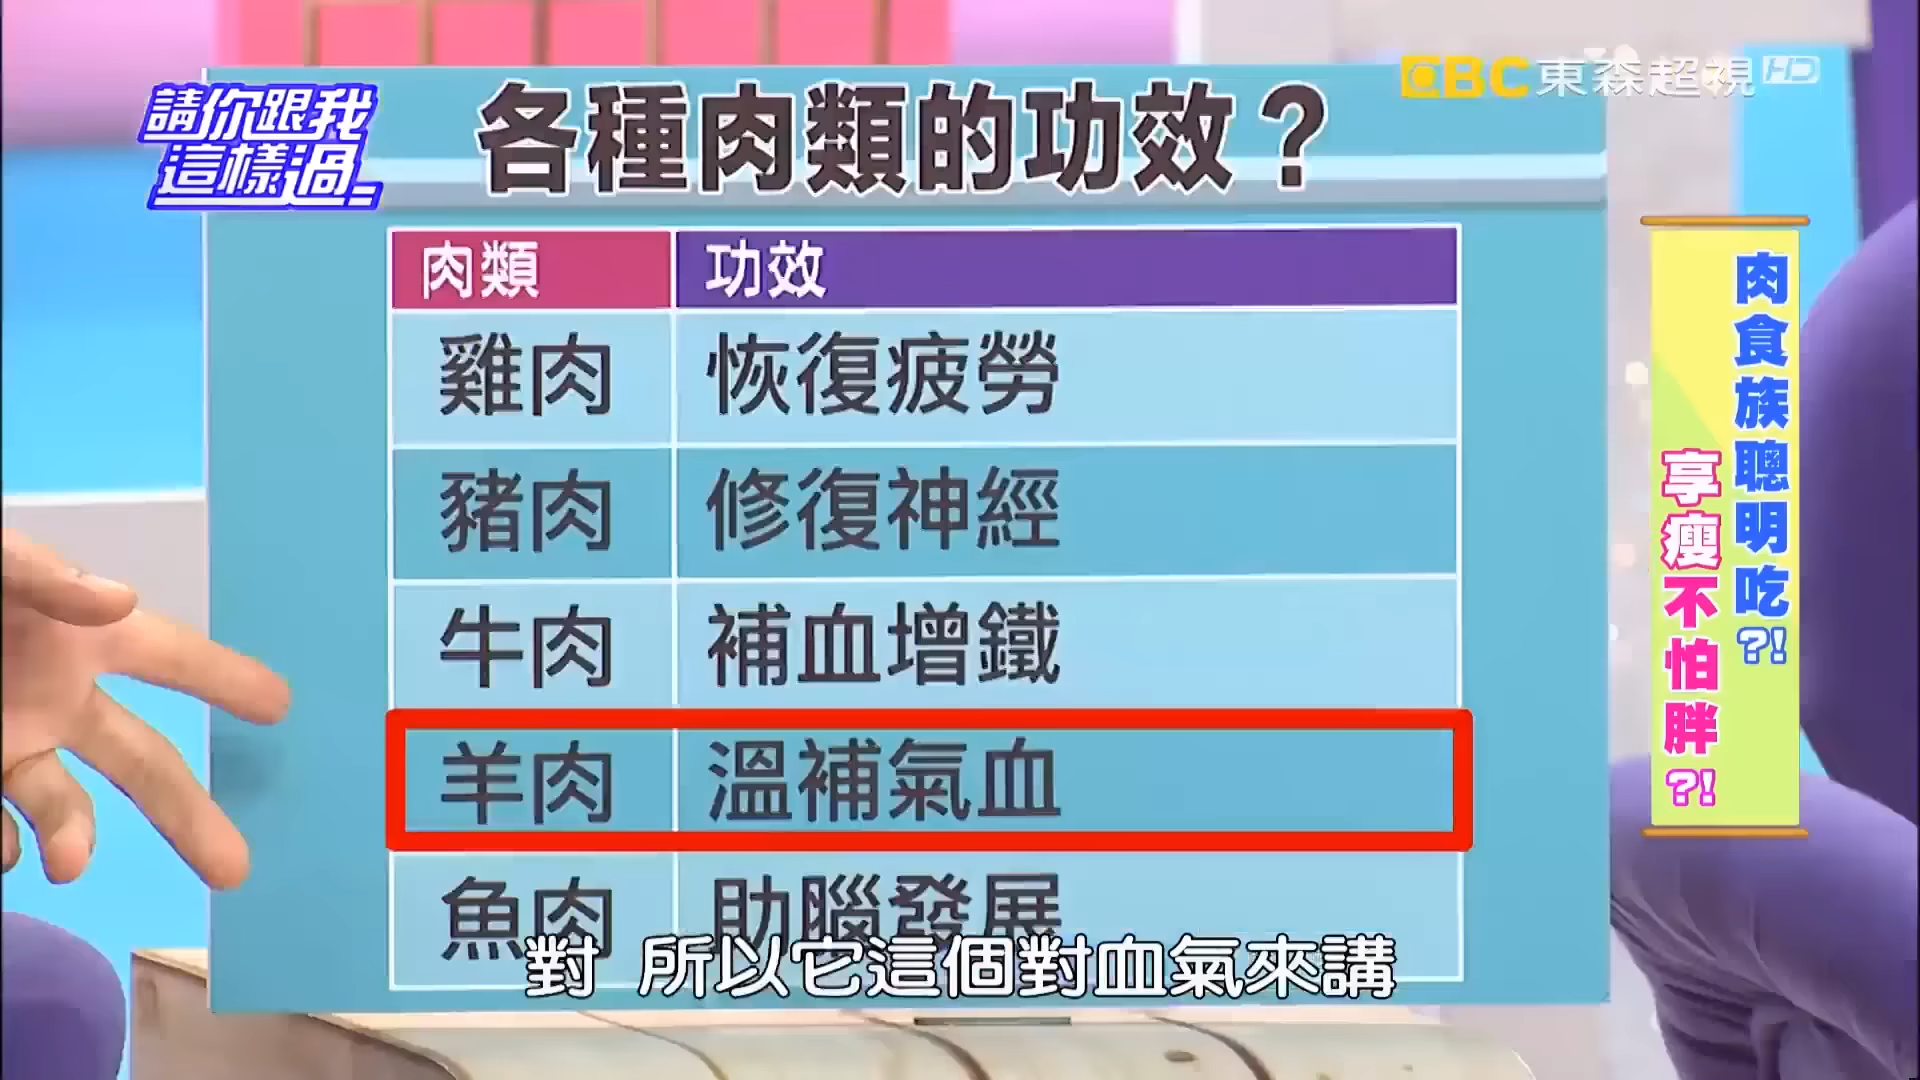 請你跟我
這樣過
各種肉類的功效？
EBC東森超視HD
肉類 功效
雞肉 恢復疲勞
豬肉 修復神經
牛肉 補血增鐵
羊肉 溫補氣血
魚肉 助腦發展
肉食族聰明吃?!
享瘦不怕胖?!
對 所以它這個對血氣來講